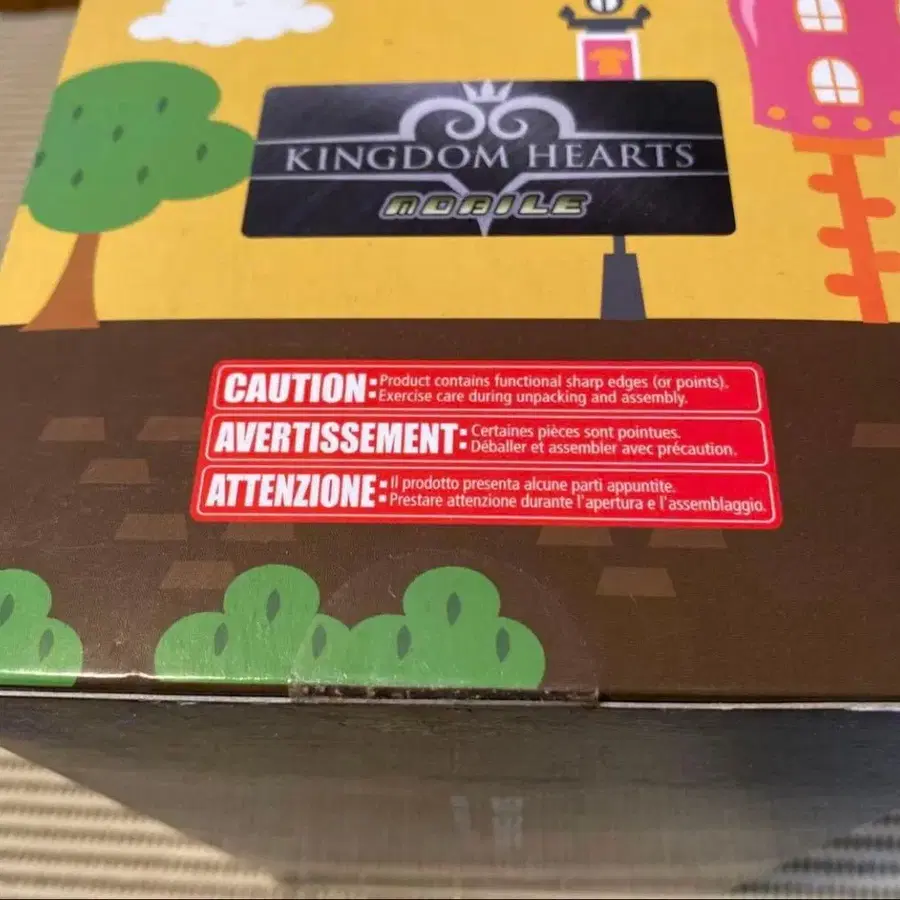 KINGDOM HEARTS
MOBILE
CAUTION: Product contains functional sharp edges (or points).
Exercise care during unpacking and assembly.
AVERTISSEMENT: Certaines pièces sont pointues.
Déballer et assembler avec précaution.
ATTENZIONE: Il prodotto presenta alcune parti appuntite.
Prestare attenzione durante l'apertura e l'assemblaggio.